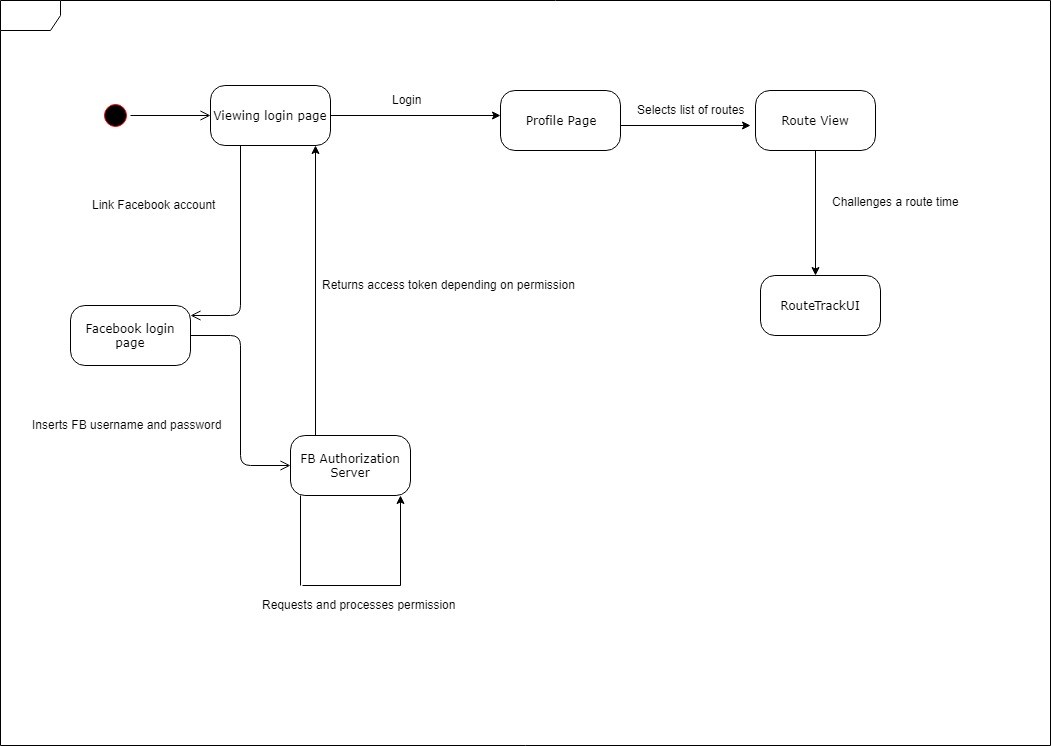 Login
Selects list of routes
Viewing login page
Profile Page
Route View
Link Facebook account
Challenges a route time
Returns access token depending on permission
RouteTrackUI
Facebook login
page
Inserts FB username and password
FB Authorization
Server
Requests and processes permission